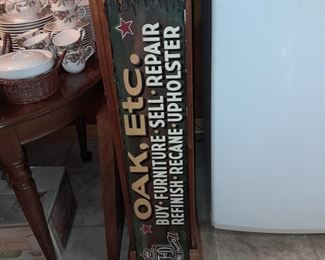 OAK, Etc.
BUY · FURNITURE · SELL · REPAIR
REFINISH · RECANE · UPHOLSTER